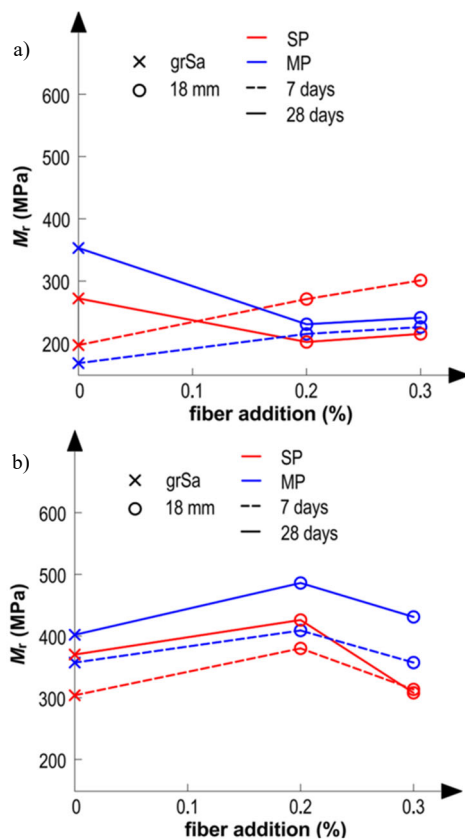 a)
grSa
18 mm
SP
MP
7 days
28 days
600
400
300
200
Mr (MPa)
0
0.1
0.2
0.3
fiber addition (%)
b)
grSa
18 mm
SP
MP
7 days
28 days
600
500
400
300
200
Mr (MPa)
0
0.1
0.2
0.3
fiber addition (%)